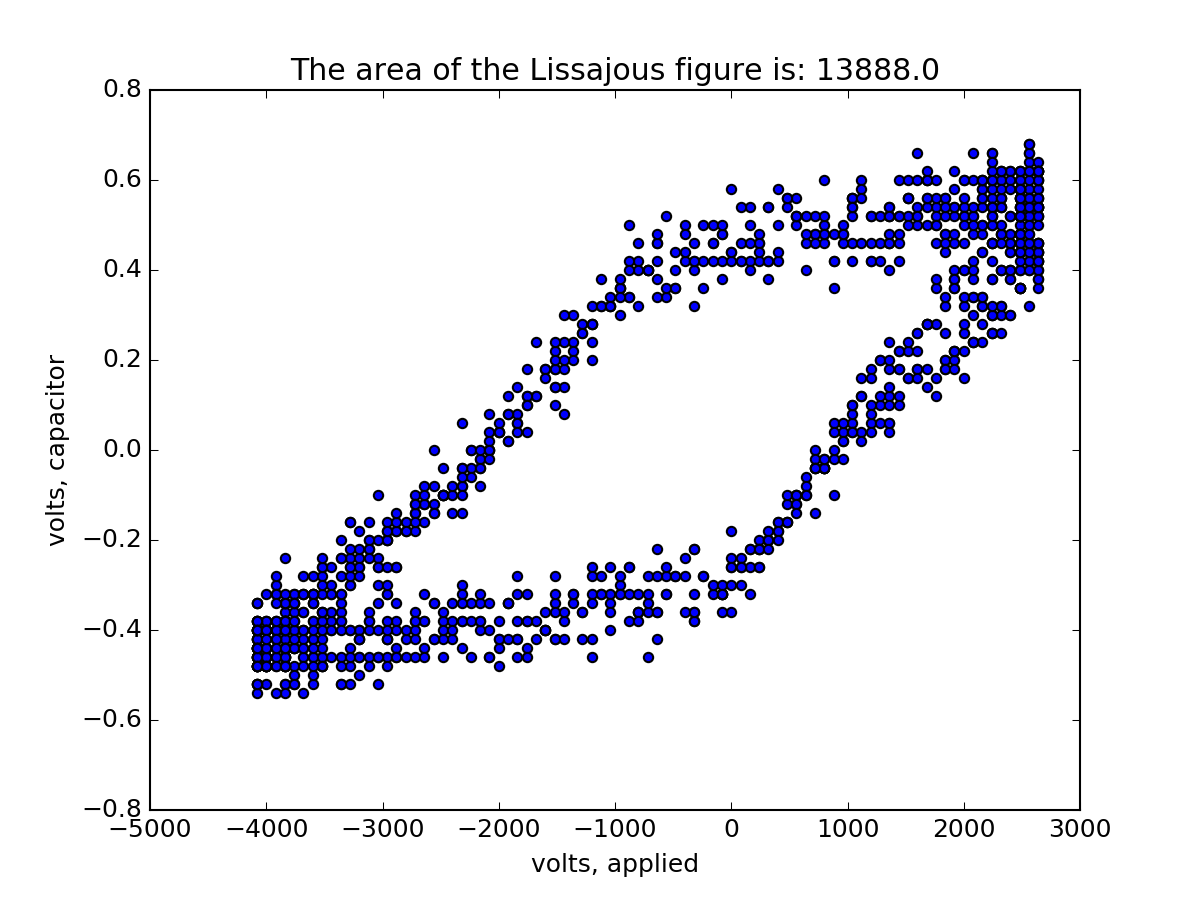 The area of the Lissajous figure is: 13888.0
0.8
0.6
0.4
0.2
0.0
−0.2
−0.4
−0.6
−0.8
volts, capacitor
−5000 −4000 −3000 −2000 −1000 0 1000 2000 3000
volts, applied